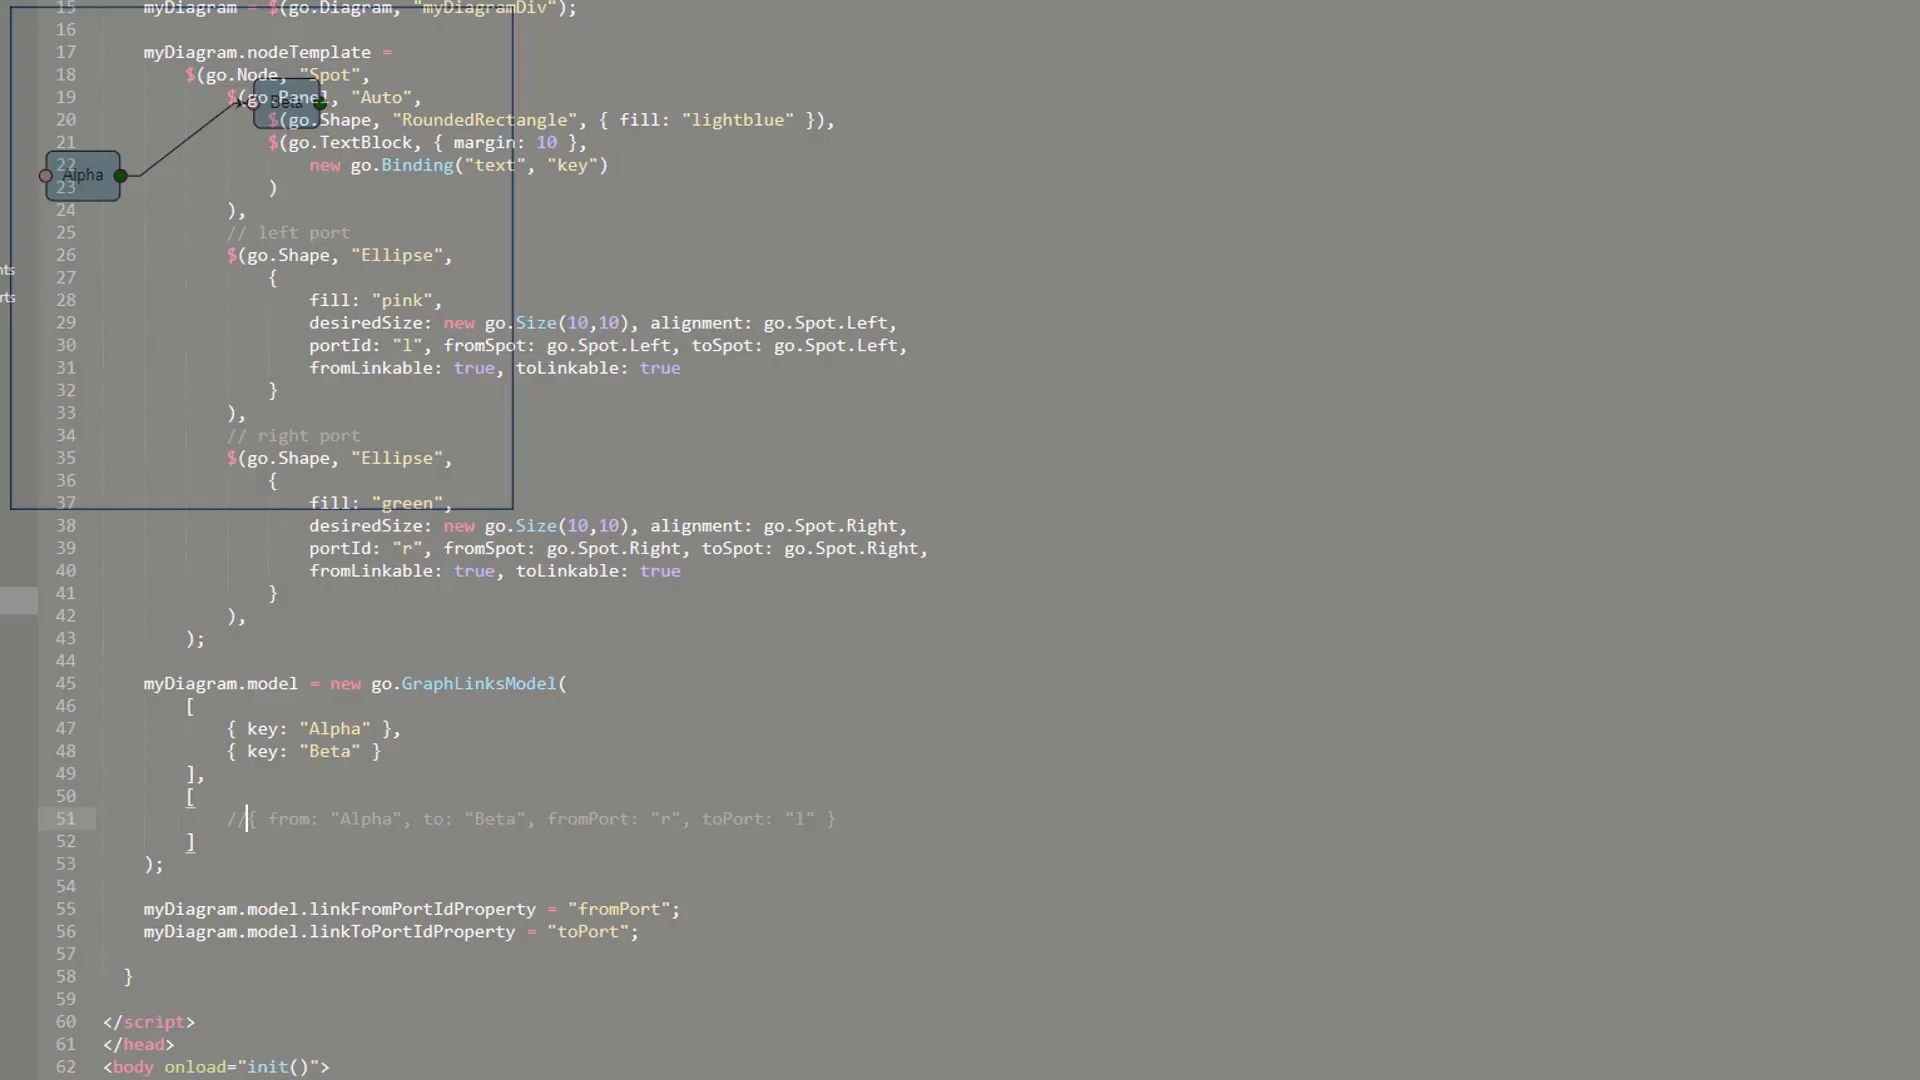 15 myDiagram = $(go.Diagram, "myDiagramDiv");
16
17 myDiagram.nodeTemplate =
18 $(go.Node, "Spot",
19 $(go.Panel, "Auto",
Beta
20 $(go.Shape, "RoundedRectangle", { fill: "lightblue" }),
21 $(go.TextBlock, { margin: 10 },
22 new go.Binding("text", "key")
Alpha
23 )
24 ),
25 // left port
26 $(go.Shape, "Ellipse",
nts
27 {
rts
28 fill: "pink",
29 desiredSize: new go.Size(10,10), alignment: go.Spot.Left,
30 portId: "l", fromSpot: go.Spot.Left, toSpot: go.Spot.Left,
31 fromLinkable: true, toLinkable: true
32 }
33 ),
34 // right port
35 $(go.Shape, "Ellipse",
36 {
37 fill: "green",
38 desiredSize: new go.Size(10,10), alignment: go.Spot.Right,
39 portId: "r", fromSpot: go.Spot.Right, toSpot: go.Spot.Right,
40 fromLinkable: true, toLinkable: true
41 }
42 ),
43 );
44
45 myDiagram.model = new go.GraphLinksModel(
46 [
47 { key: "Alpha" },
48 { key: "Beta" }
49 ],
50 [
51 //{ from: "Alpha", to: "Beta", fromPort: "r", toPort: "l" }
52 ]
53 );
54
55 myDiagram.model.linkFromPortIdProperty = "fromPort";
56 myDiagram.model.linkToPortIdProperty = "toPort";
57
58 }
59
60 </script>
61 </head>
62 <body onload="init()">